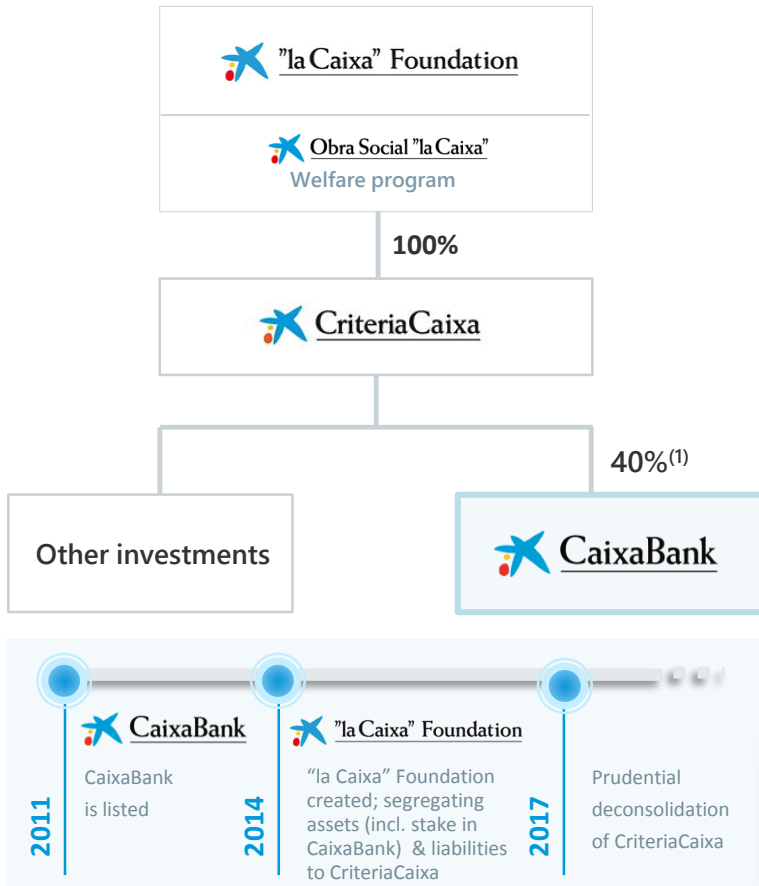 "la Caixa" Foundation
Obra Social "la Caixa"
Welfare program
100%
CriteriaCaixa
40%(1)
Other investments
CaixaBank
2011
CaixaBank
CaixaBank
is listed
2014
"la Caixa" Foundation
“la Caixa” Foundation
created; segregating
assets (incl. stake in
CaixaBank) & liabilities
to CriteriaCaixa
2017
Prudential
deconsolidation
of CriteriaCaixa